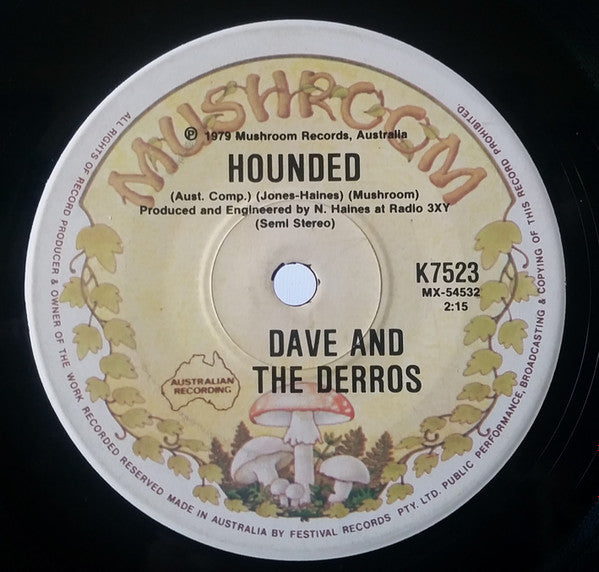 MUSHROOM
℗ 1979 Mushroom Records, Australia
HOUNDED
(Aust. Comp.) (Jones-Haines) (Mushroom)
Produced and Engineered by N. Haines at Radio 3XY
(Semi Stereo)
K7523
MX-54532
2:15
DAVE AND
THE DERROS
AUSTRALIAN
RECORDING
ALL RIGHTS OF RECORD PRODUCER & OWNER OF THE WORK RECORDED RESERVED MADE IN AUSTRALIA BY FESTIVAL RECORDS PTY. LTD. PUBLIC PERFORMANCE, BROADCASTING & COPYING OF THIS RECORD PROHIBITED.